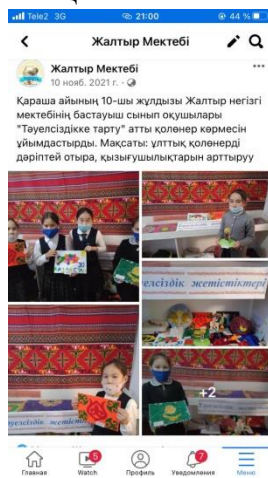 Tele2 3G 21:00 44 %
Жалтыр Мектебі
Жалтыр Мектебі
10 нояб. 2021 г.
Қараша айының 10-шы жұлдызы Жалтыр негізгі
мектебінің бастауыш сынып оқушылары
"Тәуелсіздікке тарту" атты қолөнер көрмесін
ұйымдастырды. Мақсаты: ұлттық қолөнерді
дәріптей отыра, қызығушылықтарын арттыруу
уелсіздік жетістіктері
+2
Главная
Watch 5
Профиль
Уведомления 7
Меню